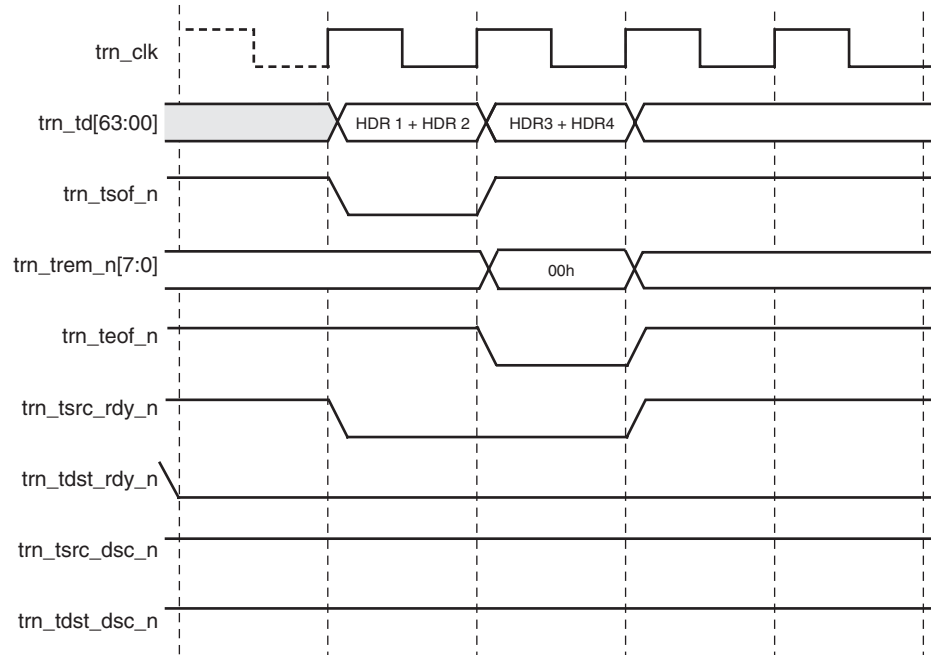 trn_clk
trn_td[63:00]
HDR 1 + HDR 2
HDR3 + HDR4
trn_tsof_n
trn_trem_n[7:0]
00h
trn_teof_n
trn_tsrc_rdy_n
trn_tdst_rdy_n
trn_tsrc_dsc_n
trn_tdst_dsc_n